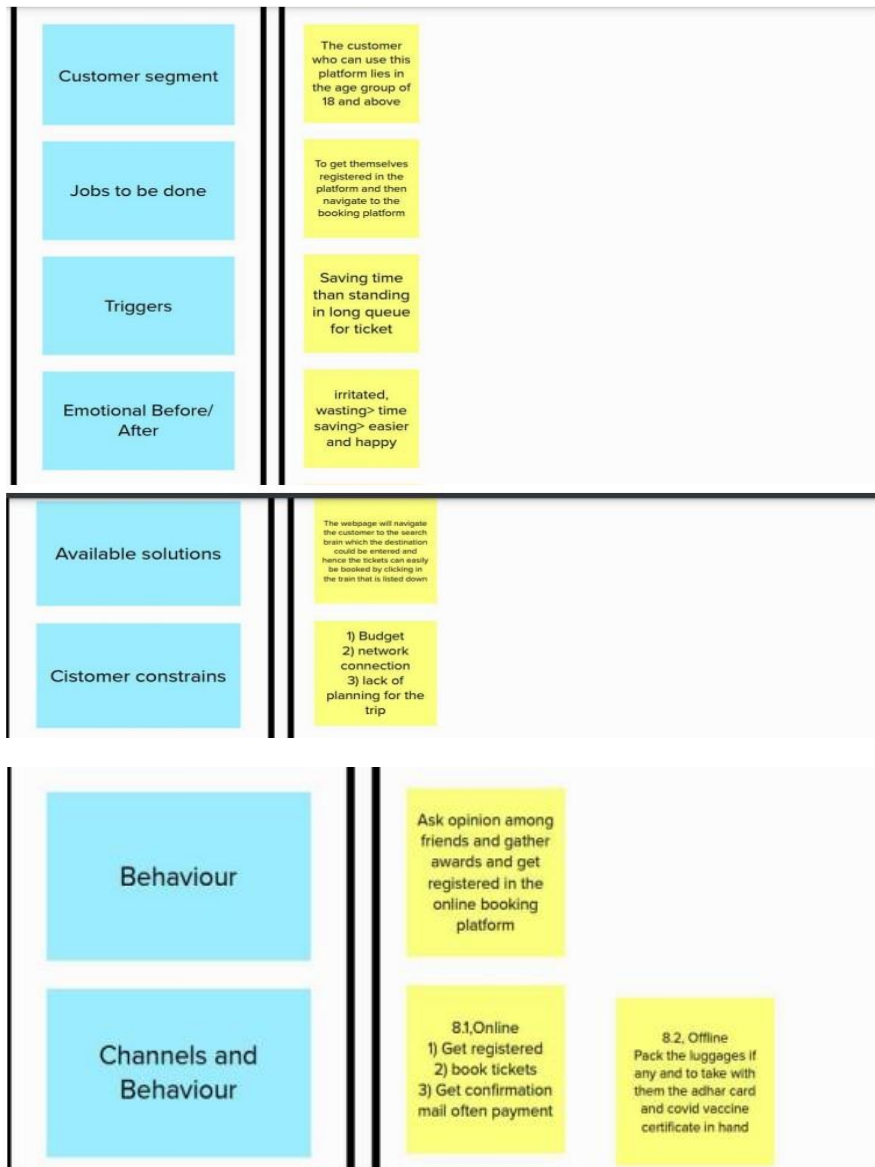 Customer segment
The customer
who can use this
platform lies in
the age group of
18 and above
Jobs to be done
To get themselves
registered in the
platform and then
navigate to the
booking platform
Triggers
Saving time
than standing
in long queue
for ticket
Emotional Before/
After
irritated,
wasting> time
saving> easier
and happy
Available solutions
The webpage will navigate
the customer to the search
brain which the destination
could be entered and
hence the tickets can easily
be booked by clicking in
the train that is listed down
Cistomer constrains
1) Budget
2) network
connection
3) lack of
planning for the
trip
Behaviour
Ask opinion among
friends and gather
awards and get
registered in the
online booking
platform
Channels and
Behaviour
8.1,Online
1) Get registered
2) book tickets
3) Get confirmation
mail often payment
8.2, Offline
Pack the luggages if
any and to take with
them the adhar card
and covid vaccine
certificate in hand